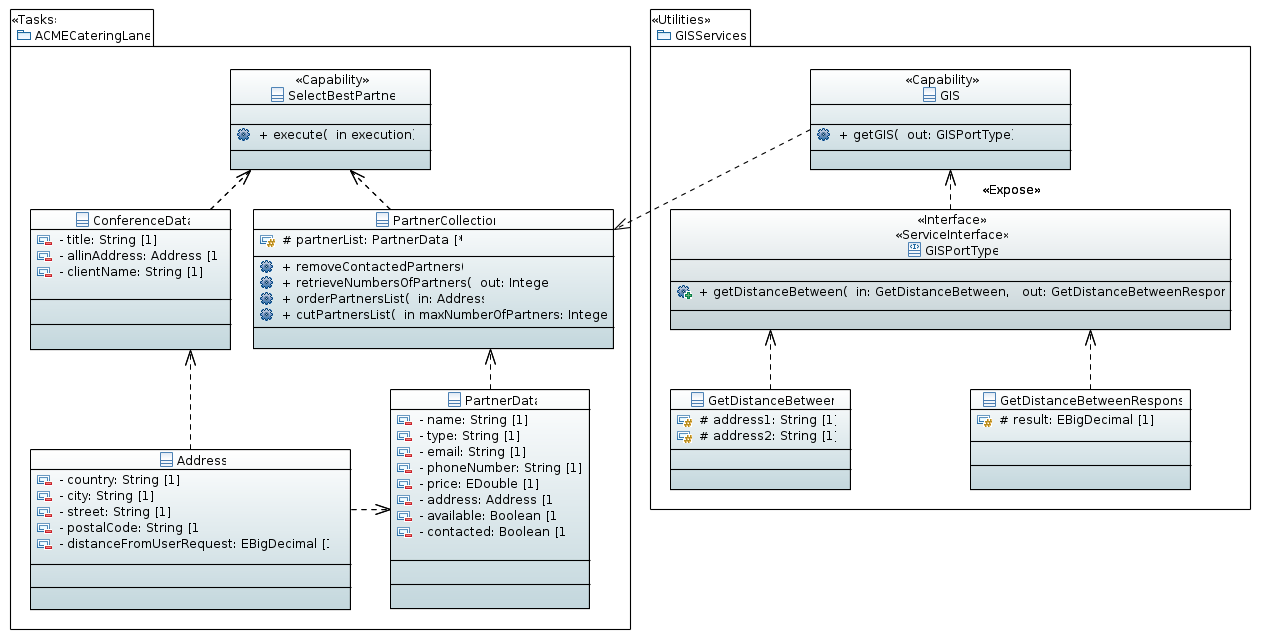 «Tasks:
ACMECateringLane
«Capability»
SelectBestPartne
+ execute(  in execution)
ConferenceData
- title: String [1]
- allinAddress: Address [1
- clientName: String [1]
PartnerCollection
# partnerList: PartnerData [*
+ removeContactedPartners(
+ retrieveNumbersOfPartners(  out: Intege
+ orderPartnersList(  in: Address
+ cutPartnersList(  in maxNumberOfPartners: Integer
Address
- country: String [1]
- city: String [1]
- street: String [1]
- postalCode: String [1
- distanceFromUserRequest: EBigDecimal [1
PartnerData
- name: String [1]
- type: String [1]
- email: String [1]
- phoneNumber: String [1]
- price: EDouble [1]
- address: Address [1
- available: Boolean [1
- contacted: Boolean [1
«Utilities»
GISServices
«Capability»
GIS
+ getGIS(  out: GISPortType)
«Expose»
«Interface»
«ServiceInterface»
GISPortType
+ getDistanceBetween(  in: GetDistanceBetween,   out: GetDistanceBetweenRespor
GetDistanceBetween
# address1: String [1]
# address2: String [1]
GetDistanceBetweenRespons
# result: EBigDecimal [1]